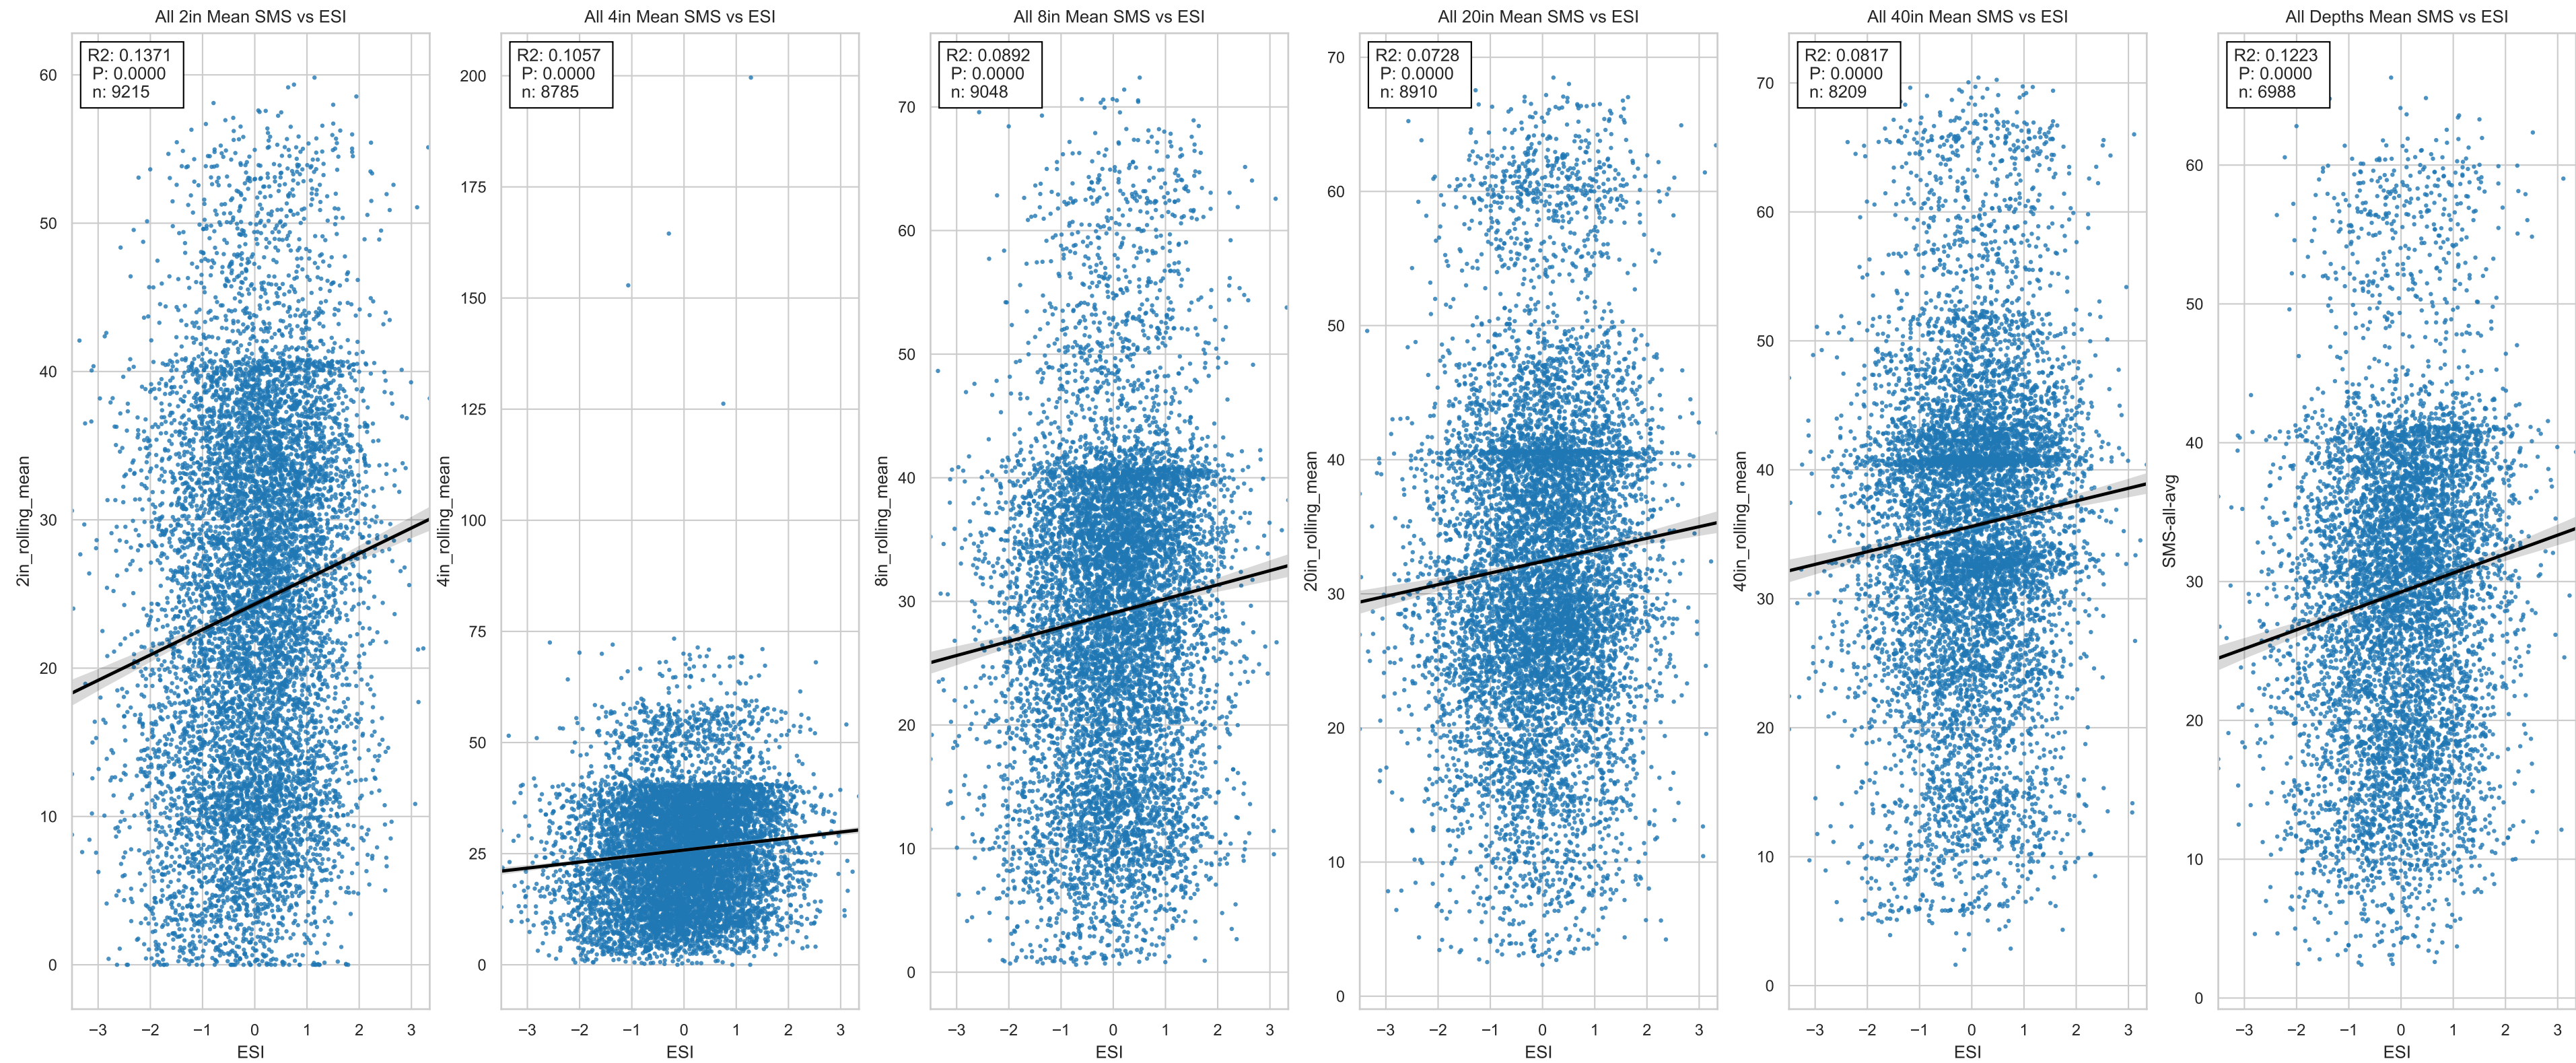 All 2in Mean SMS vs ESI
R2: 0.1371
P: 0.0000
n: 9215
60
50
40
30
20
10
0
2in_rolling_mean
−3 −2 −1 0 1 2 3
ESI
All 4in Mean SMS vs ESI
R2: 0.1057
P: 0.0000
n: 8785
200
175
150
125
100
75
50
25
0
4in_rolling_mean
−3 −2 −1 0 1 2 3
ESI
All 8in Mean SMS vs ESI
R2: 0.0892
P: 0.0000
n: 9048
70
60
50
40
30
20
10
0
8in_rolling_mean
−3 −2 −1 0 1 2 3
ESI
All 20in Mean SMS vs ESI
R2: 0.0728
P: 0.0000
n: 8910
70
60
50
40
30
20
10
0
20in_rolling_mean
−3 −2 −1 0 1 2 3
ESI
All 40in Mean SMS vs ESI
R2: 0.0817
P: 0.0000
n: 8209
70
60
50
40
30
20
10
0
40in_rolling_mean
−3 −2 −1 0 1 2 3
ESI
All Depths Mean SMS vs ESI
R2: 0.1223
P: 0.0000
n: 6988
60
50
40
30
20
10
0
SMS-all-avg
−3 −2 −1 0 1 2 3
ESI